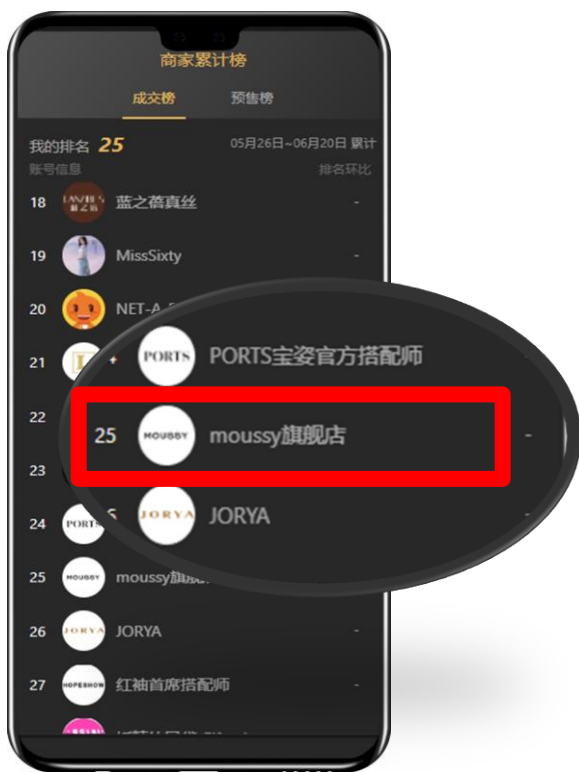 商家累计榜
成交榜 预售榜
我的排名 25 05月26日~06月20日 累计
账号信息 排名环比
18 蓝之蓓真丝 -
19 MissSixty -
20 NET-A-
21
22
23
24 PORTS
25 MOUSSY moussy旗舰
26 JORYA JORYA -
27 HOPESHOW 红袖首席搭配师 -
PORTS PORTS宝姿官方搭配师
25 MOUSSY moussy旗舰店 -
JORYA JORYA